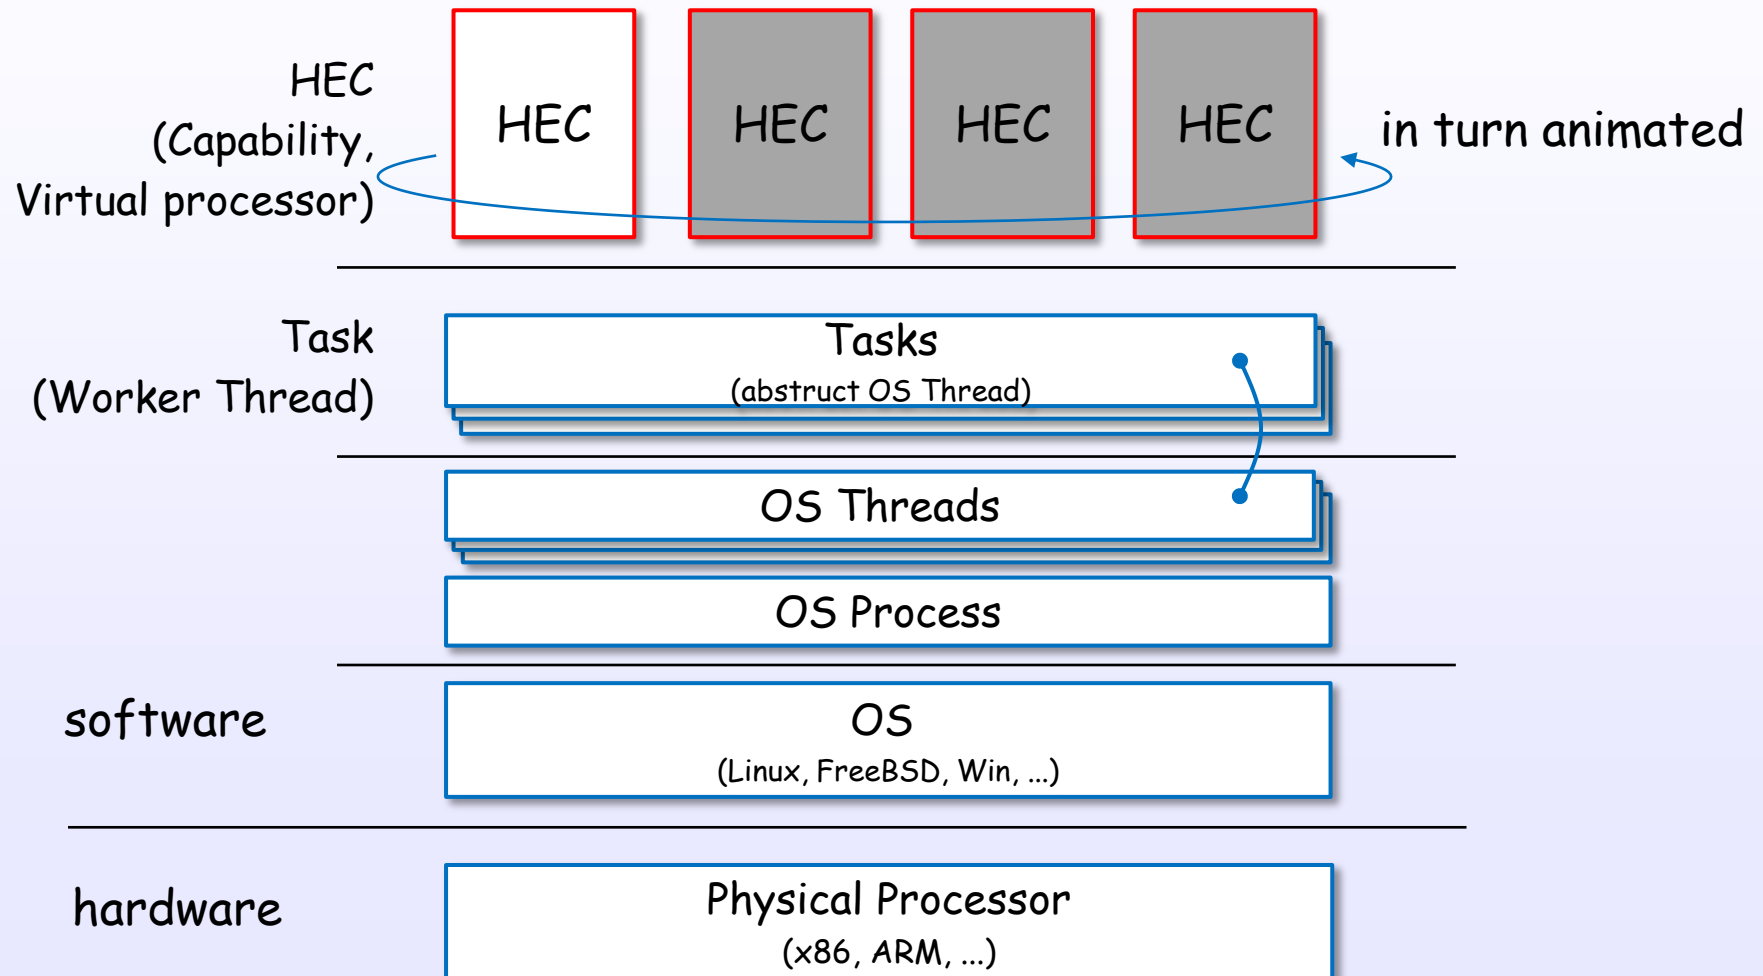 HEC
(Capability,
Virtual processor)
HEC
HEC
HEC
HEC
in turn animated
Task
(Worker Thread)
Tasks
(abstruct OS Thread)
OS Threads
OS Process
software
OS
(Linux, FreeBSD, Win, ...)
hardware
Physical Processor
(x86, ARM, ...)